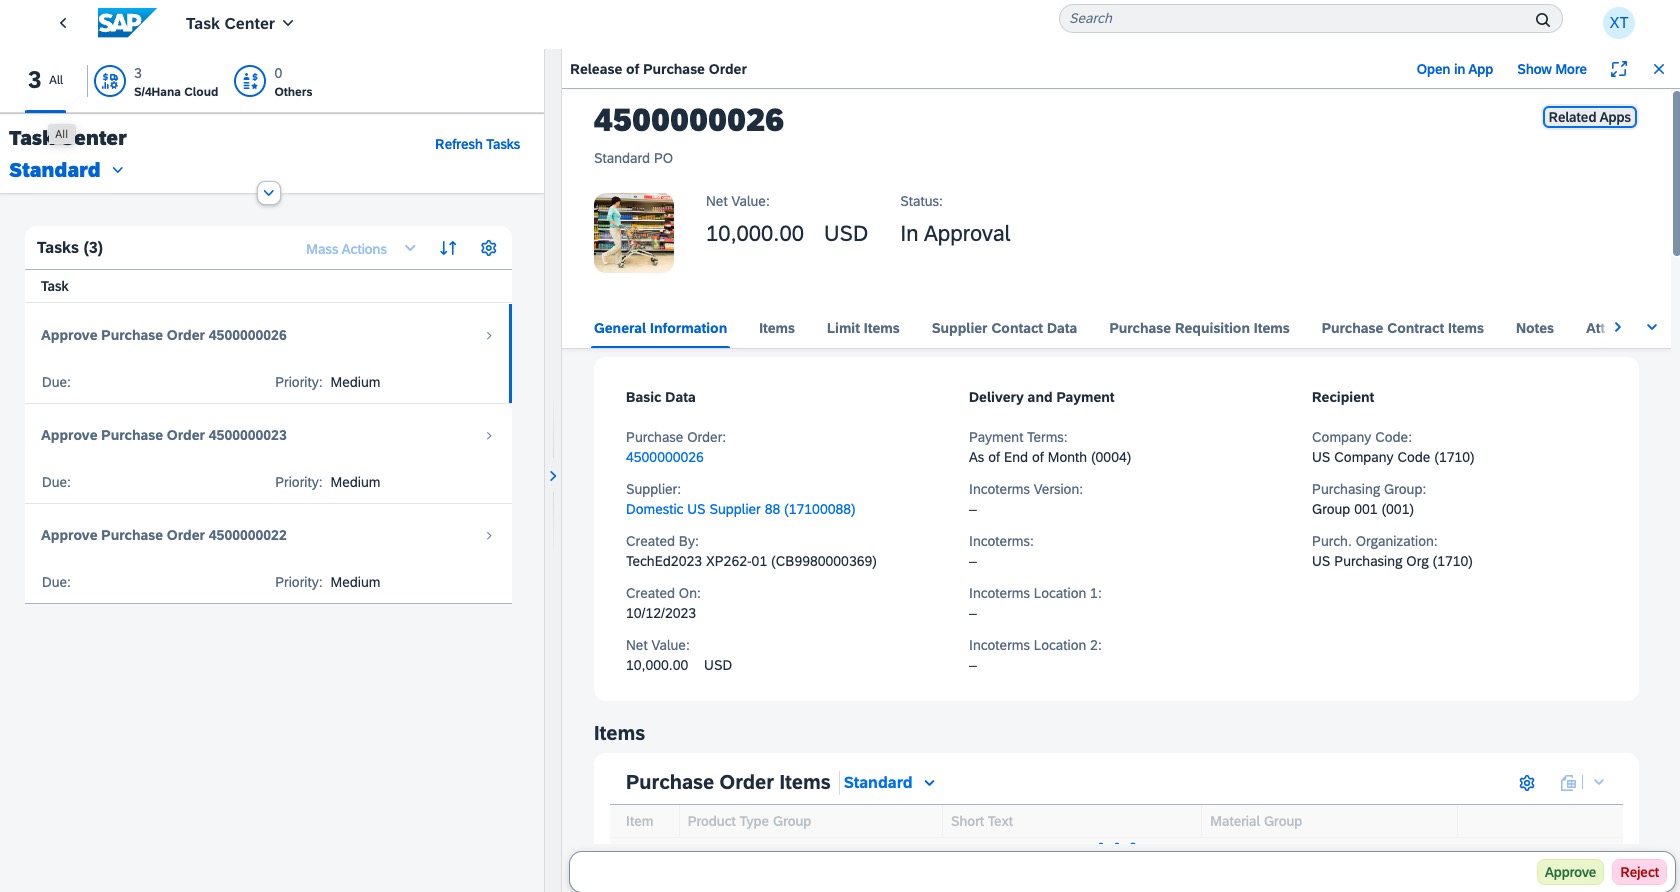 SAP
Task Center
Search
XT
3 All
3
S/4Hana Cloud
0
Others
All
Task Center
Standard
Refresh Tasks
Tasks (3)
Mass Actions
Task
Approve Purchase Order 4500000026
Due:
Priority: Medium
Approve Purchase Order 4500000023
Due:
Priority: Medium
Approve Purchase Order 4500000022
Due:
Priority: Medium
Release of Purchase Order
Open in App
Show More
4500000026
Related Apps
Standard PO
Net Value:
10,000.00 USD
Status:
In Approval
General Information
Items
Limit Items
Supplier Contact Data
Purchase Requisition Items
Purchase Contract Items
Notes
Att
Basic Data
Purchase Order:
4500000026
Supplier:
Domestic US Supplier 88 (17100088)
Created By:
TechEd2023 XP262-01 (CB9980000369)
Created On:
10/12/2023
Net Value:
10,000.00 USD
Delivery and Payment
Payment Terms:
As of End of Month (0004)
Incoterms Version:
–
Incoterms:
–
Incoterms Location 1:
–
Incoterms Location 2:
–
Recipient
Company Code:
US Company Code (1710)
Purchasing Group:
Group 001 (001)
Purch. Organization:
US Purchasing Org (1710)
Items
Purchase Order Items
Standard
Item
Product Type Group
Short Text
Material Group
Approve
Reject